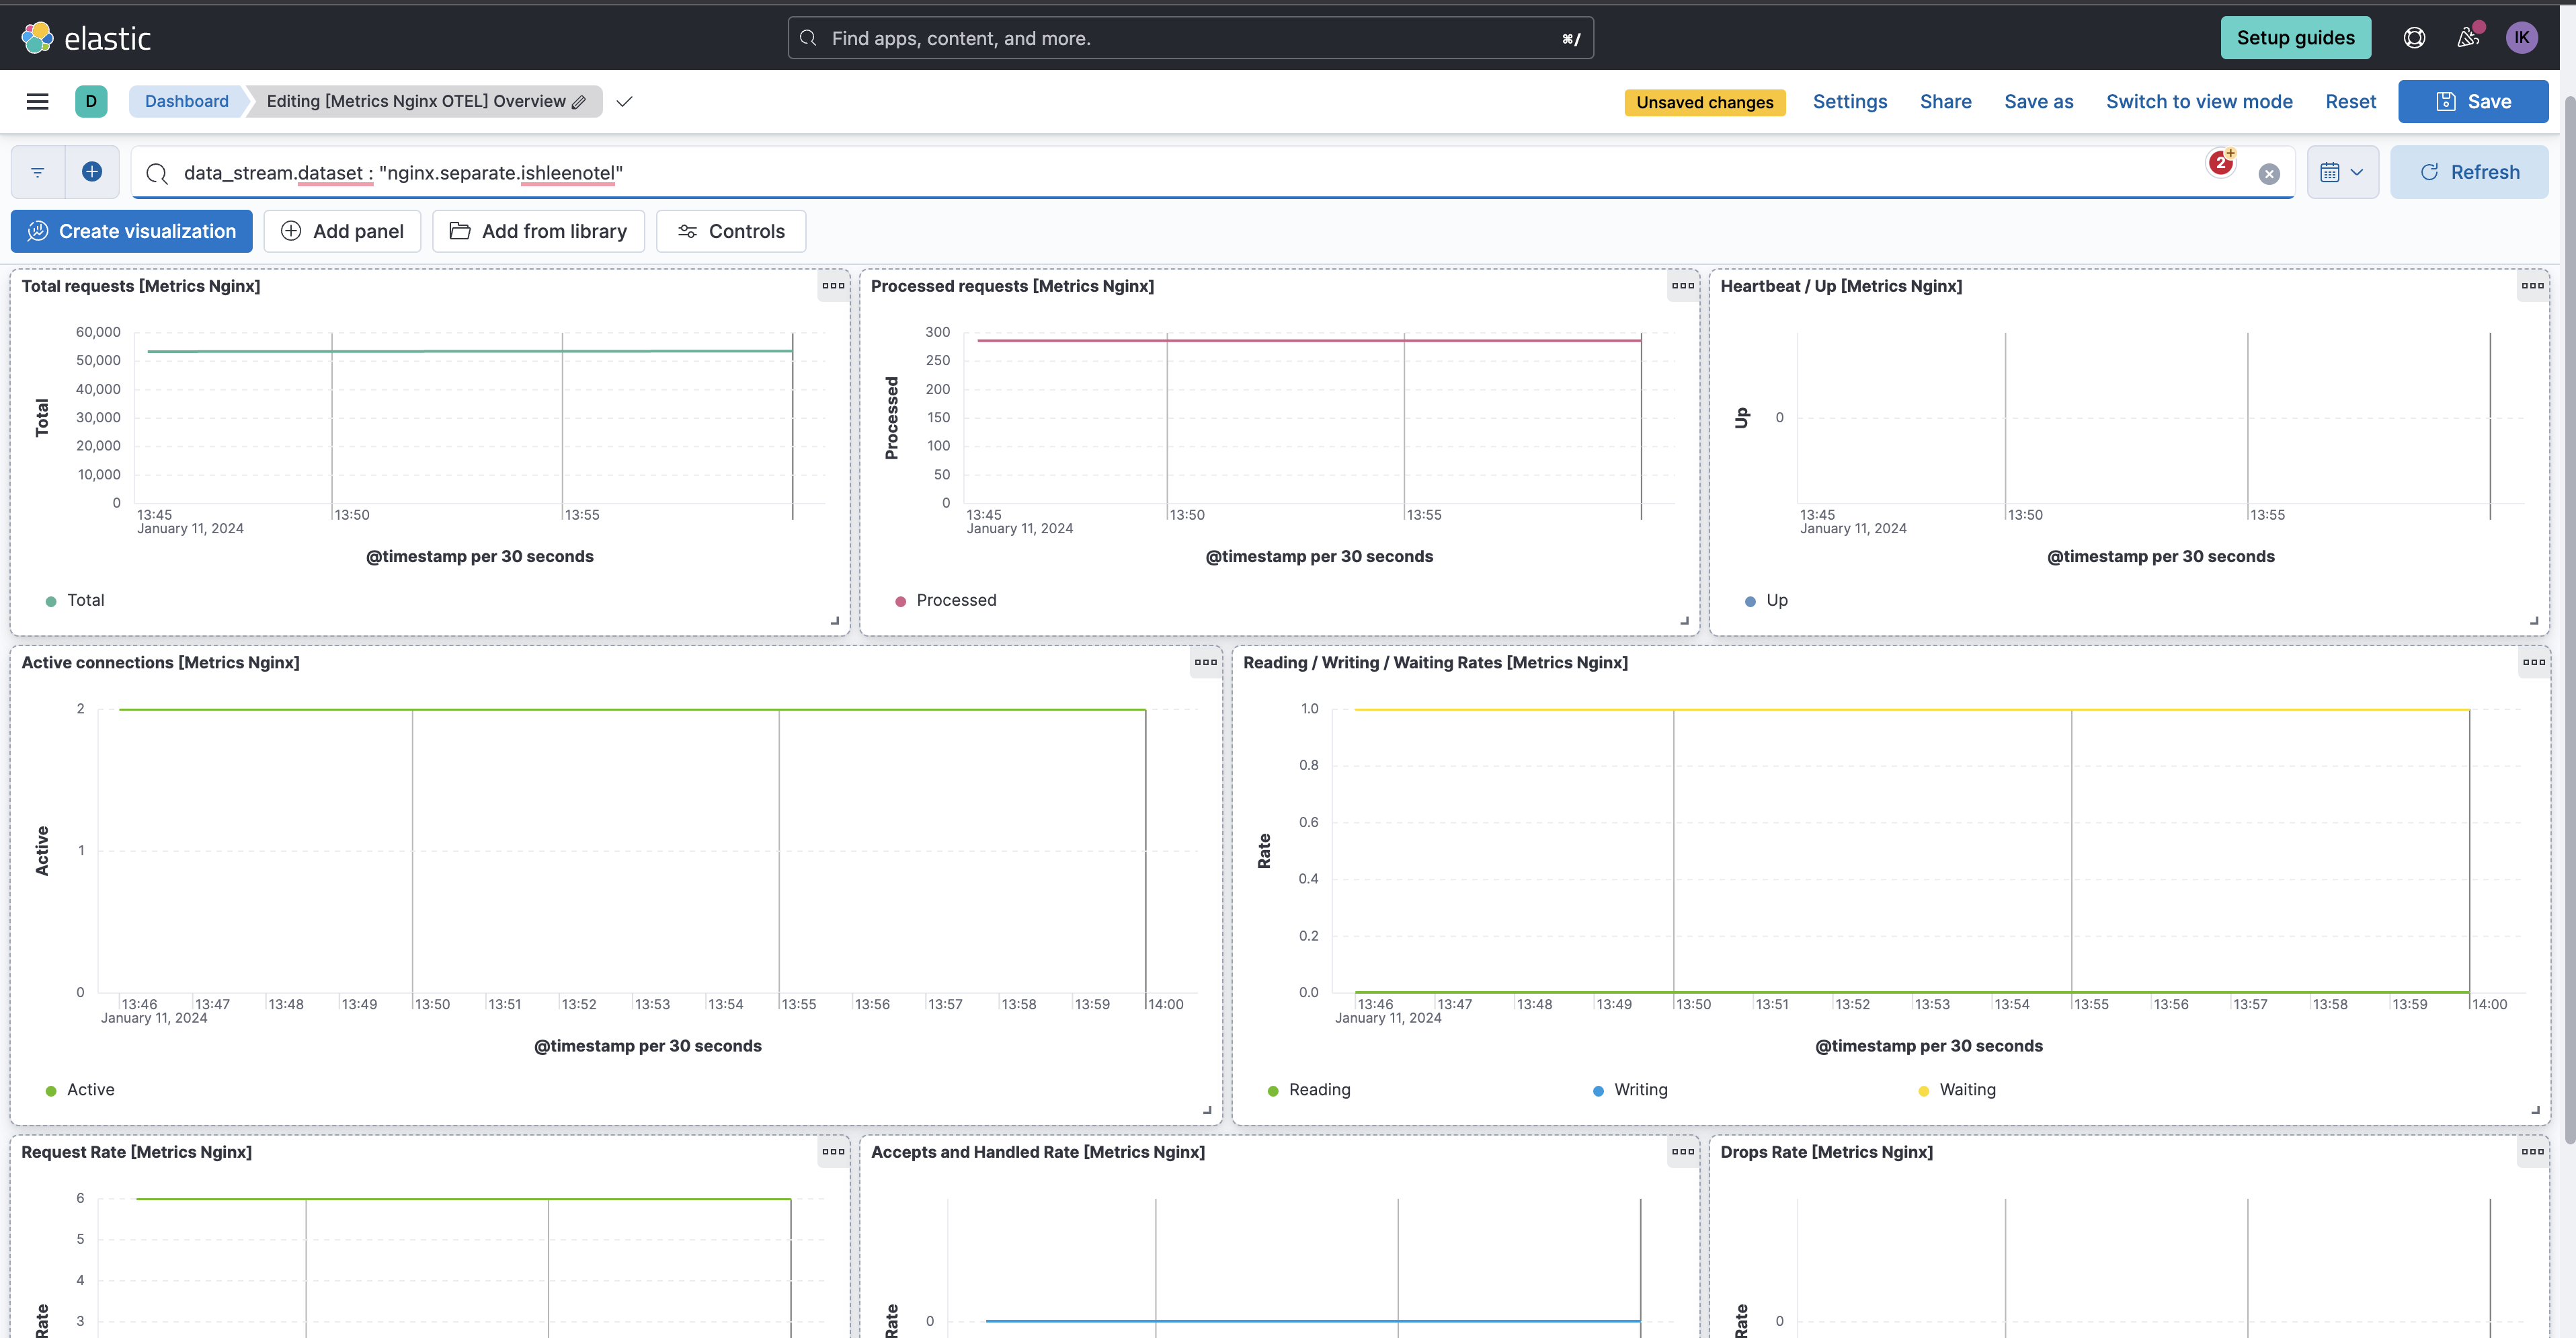 elastic
Find apps, content, and more.
⌘/
Setup guides
IK
D
Dashboard
Editing [Metrics Nginx OTEL] Overview
Unsaved changes
Settings
Share
Save as
Switch to view mode
Reset
Save
data_stream.dataset : "nginx.separate.ishleenotel"
2
Refresh
Create visualization
Add panel
Add from library
Controls
Total requests [Metrics Nginx]
Total
60,000
50,000
40,000
30,000
20,000
10,000
0
13:45 13:50 13:55
January 11, 2024
@timestamp per 30 seconds
Total
Processed requests [Metrics Nginx]
Processed
300
250
200
150
100
50
0
13:45 13:50 13:55
January 11, 2024
@timestamp per 30 seconds
Processed
Heartbeat / Up [Metrics Nginx]
Up
0
13:45 13:50 13:55
January 11, 2024
@timestamp per 30 seconds
Up
Active connections [Metrics Nginx]
Active
2
1
0
13:46 13:47 13:48 13:49 13:50 13:51 13:52 13:53 13:54 13:55 13:56 13:57 13:58 13:59 14:00
January 11, 2024
@timestamp per 30 seconds
Active
Reading / Writing / Waiting Rates [Metrics Nginx]
Rate
1.0
0.8
0.6
0.4
0.2
0.0
13:46 13:47 13:48 13:49 13:50 13:51 13:52 13:53 13:54 13:55 13:56 13:57 13:58 13:59 14:00
January 11, 2024
@timestamp per 30 seconds
Reading Writing Waiting
Request Rate [Metrics Nginx]
Rate
6
5
4
3
Accepts and Handled Rate [Metrics Nginx]
Rate
0
Drops Rate [Metrics Nginx]
Rate
0